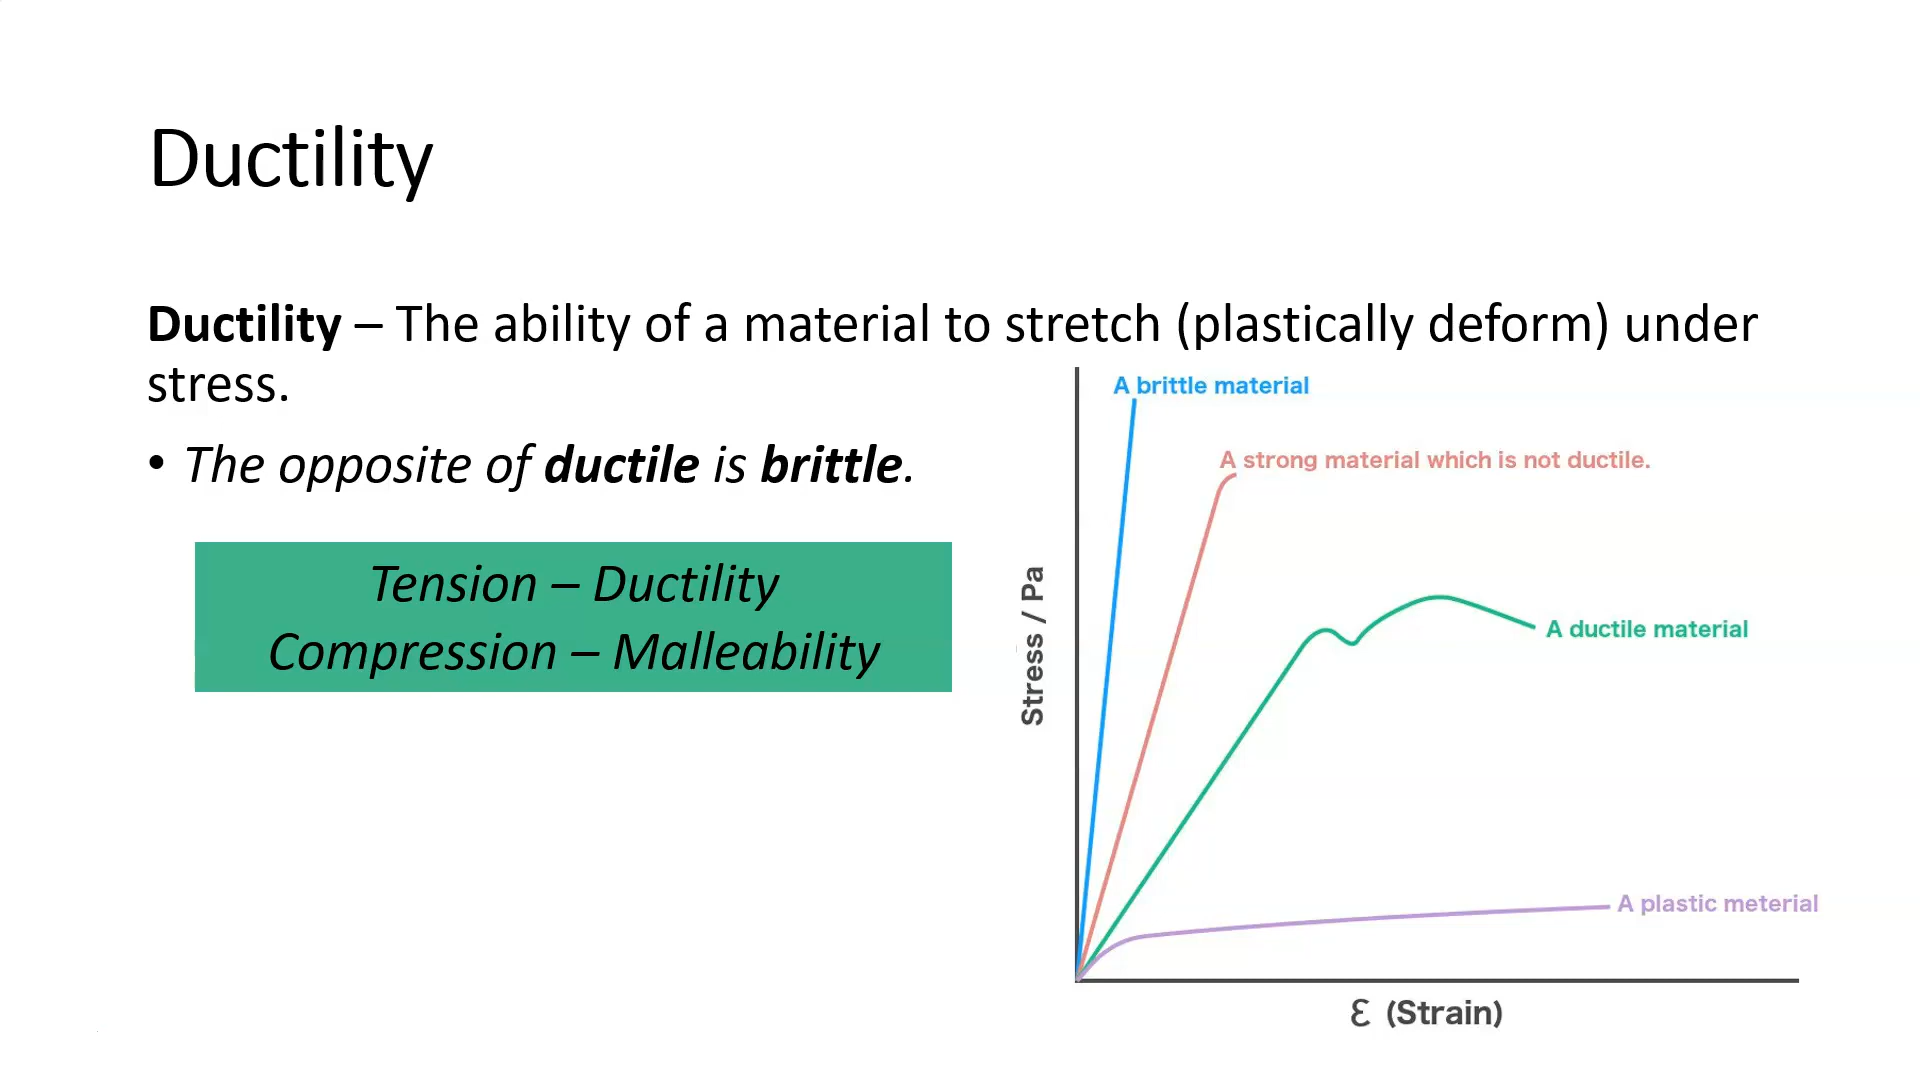 Ductility
Ductility – The ability of a material to stretch (plastically deform) under
stress.
• The opposite of ductile is brittle.
Tension – Ductility
Compression – Malleability
A brittle material
A strong material which is not ductile.
A ductile material
A plastic meterial
Stress / Pa
Ɛ (Strain)